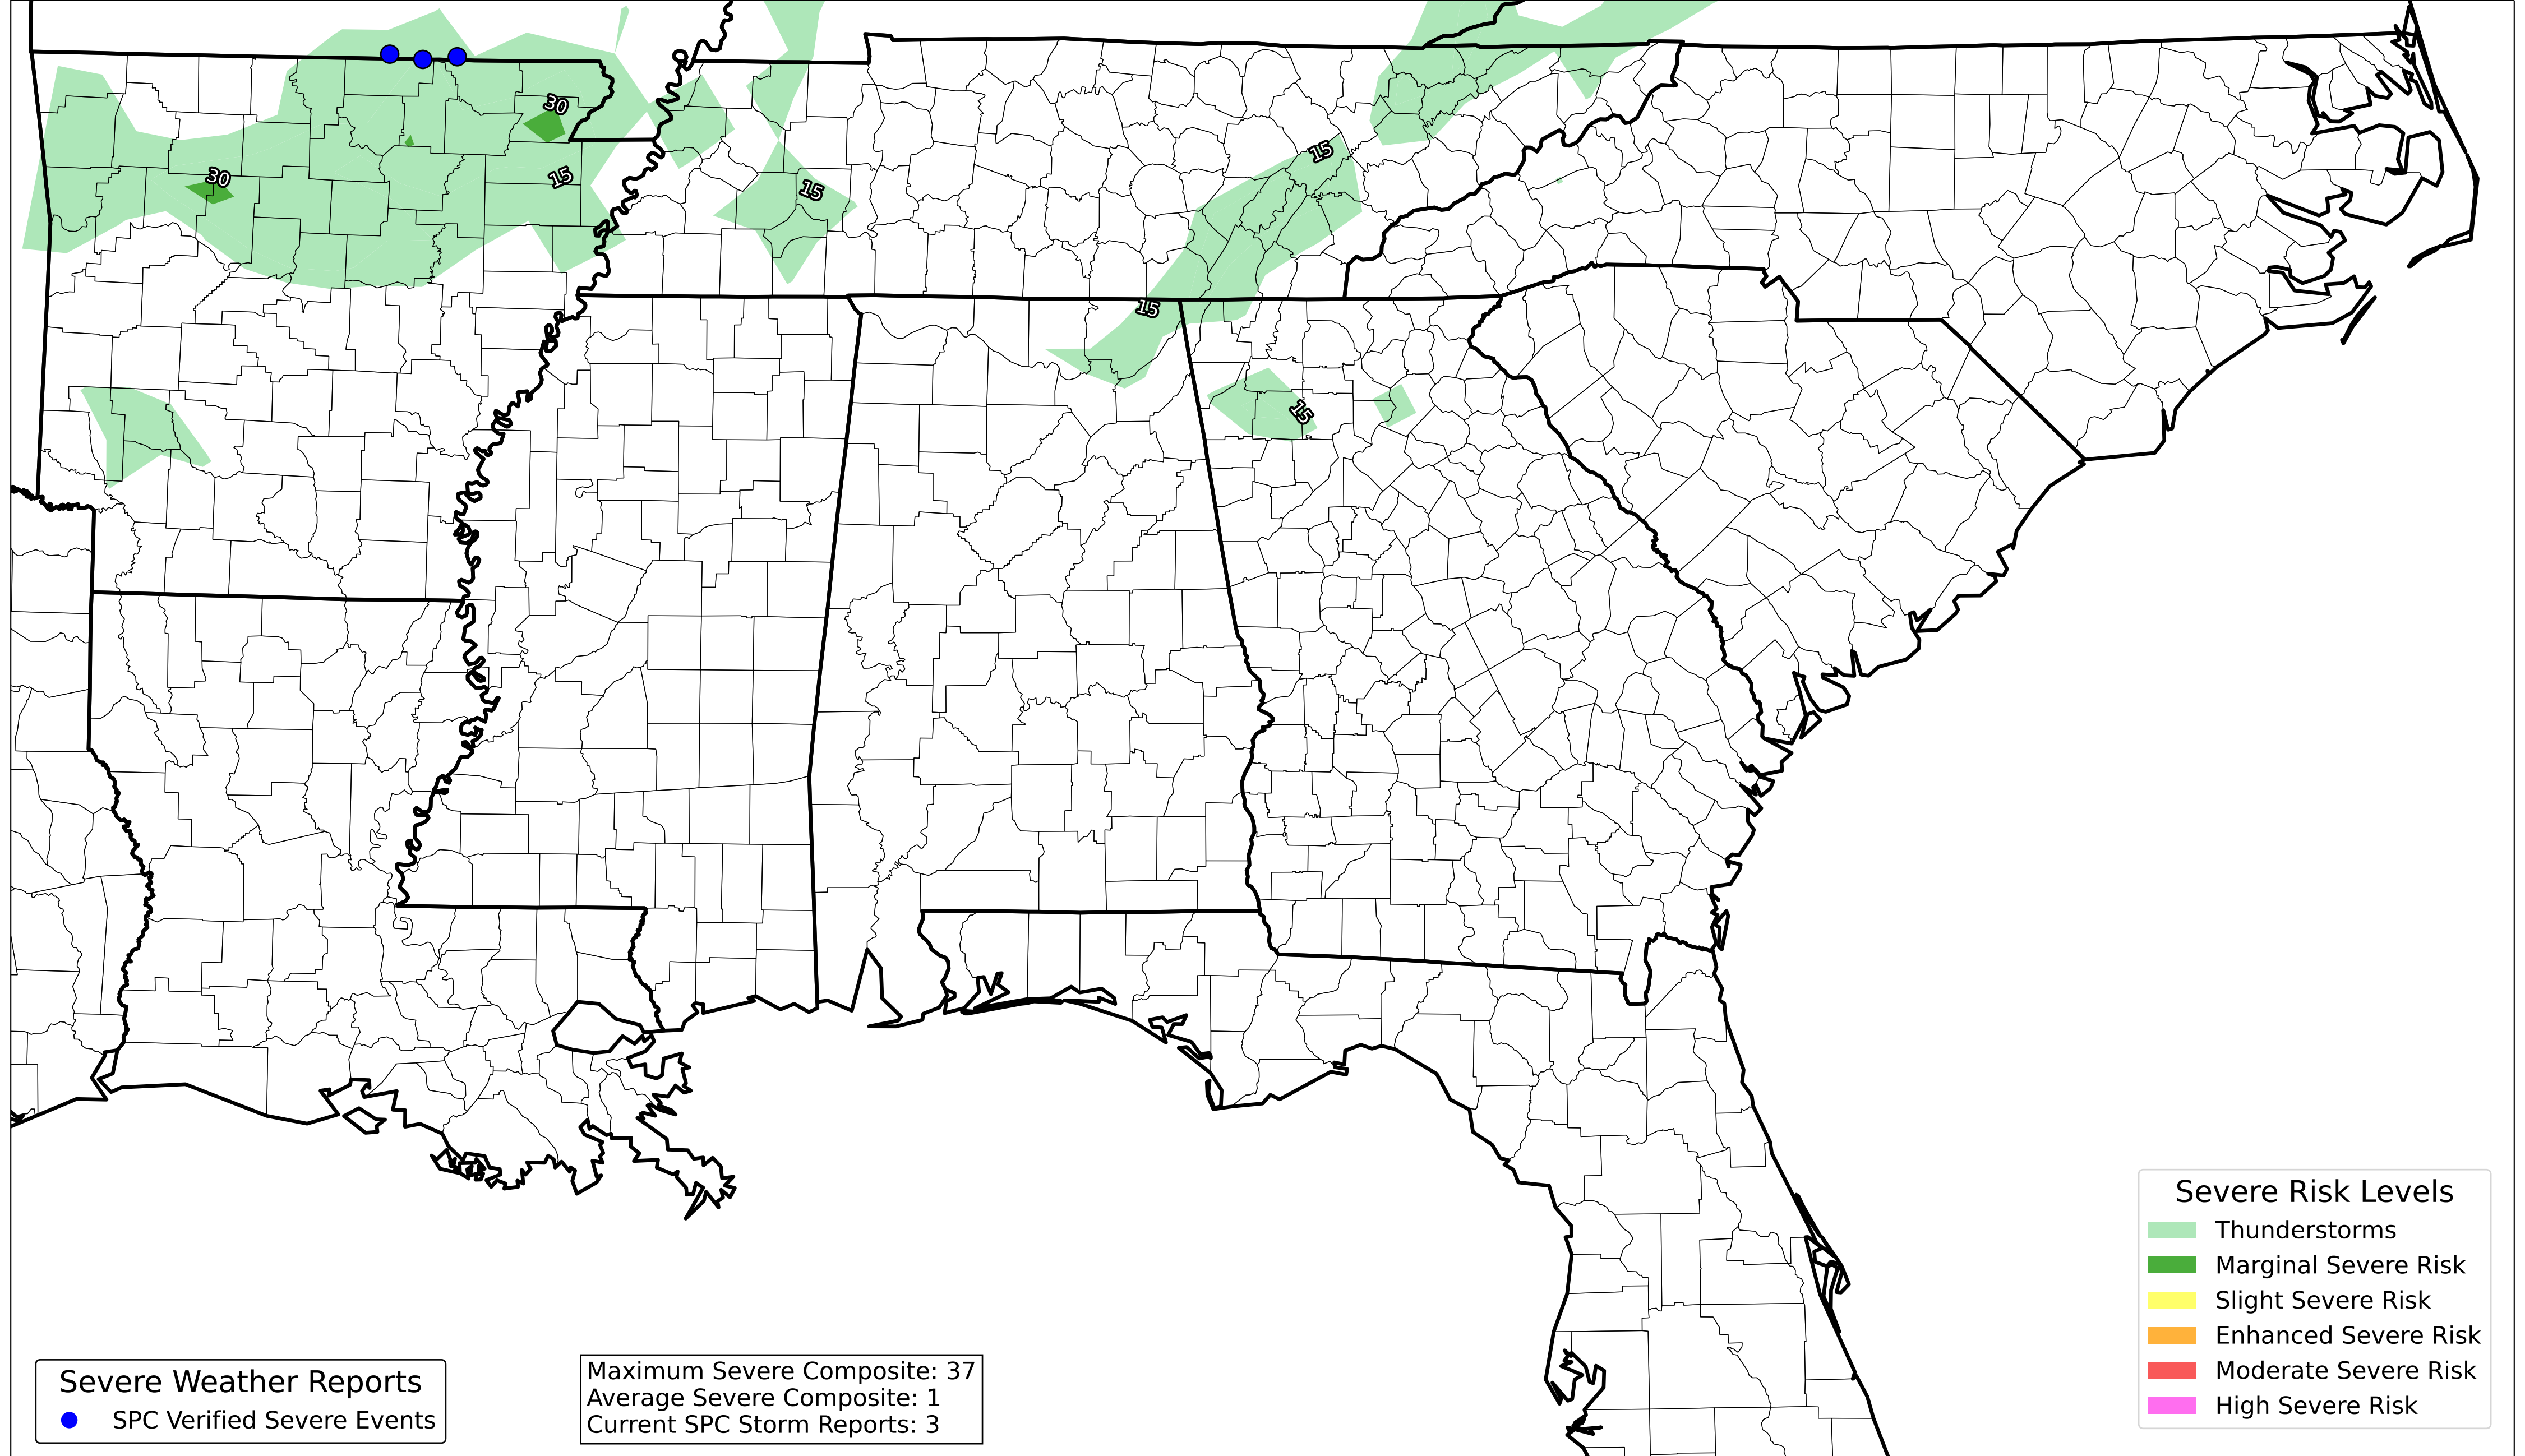 30
30
15
15
15
15
15
Severe Risk Levels
Thunderstorms
Marginal Severe Risk
Slight Severe Risk
Enhanced Severe Risk
Moderate Severe Risk
High Severe Risk
Severe Weather Reports
SPC Verified Severe Events
Maximum Severe Composite: 37
Average Severe Composite: 1
Current SPC Storm Reports: 3